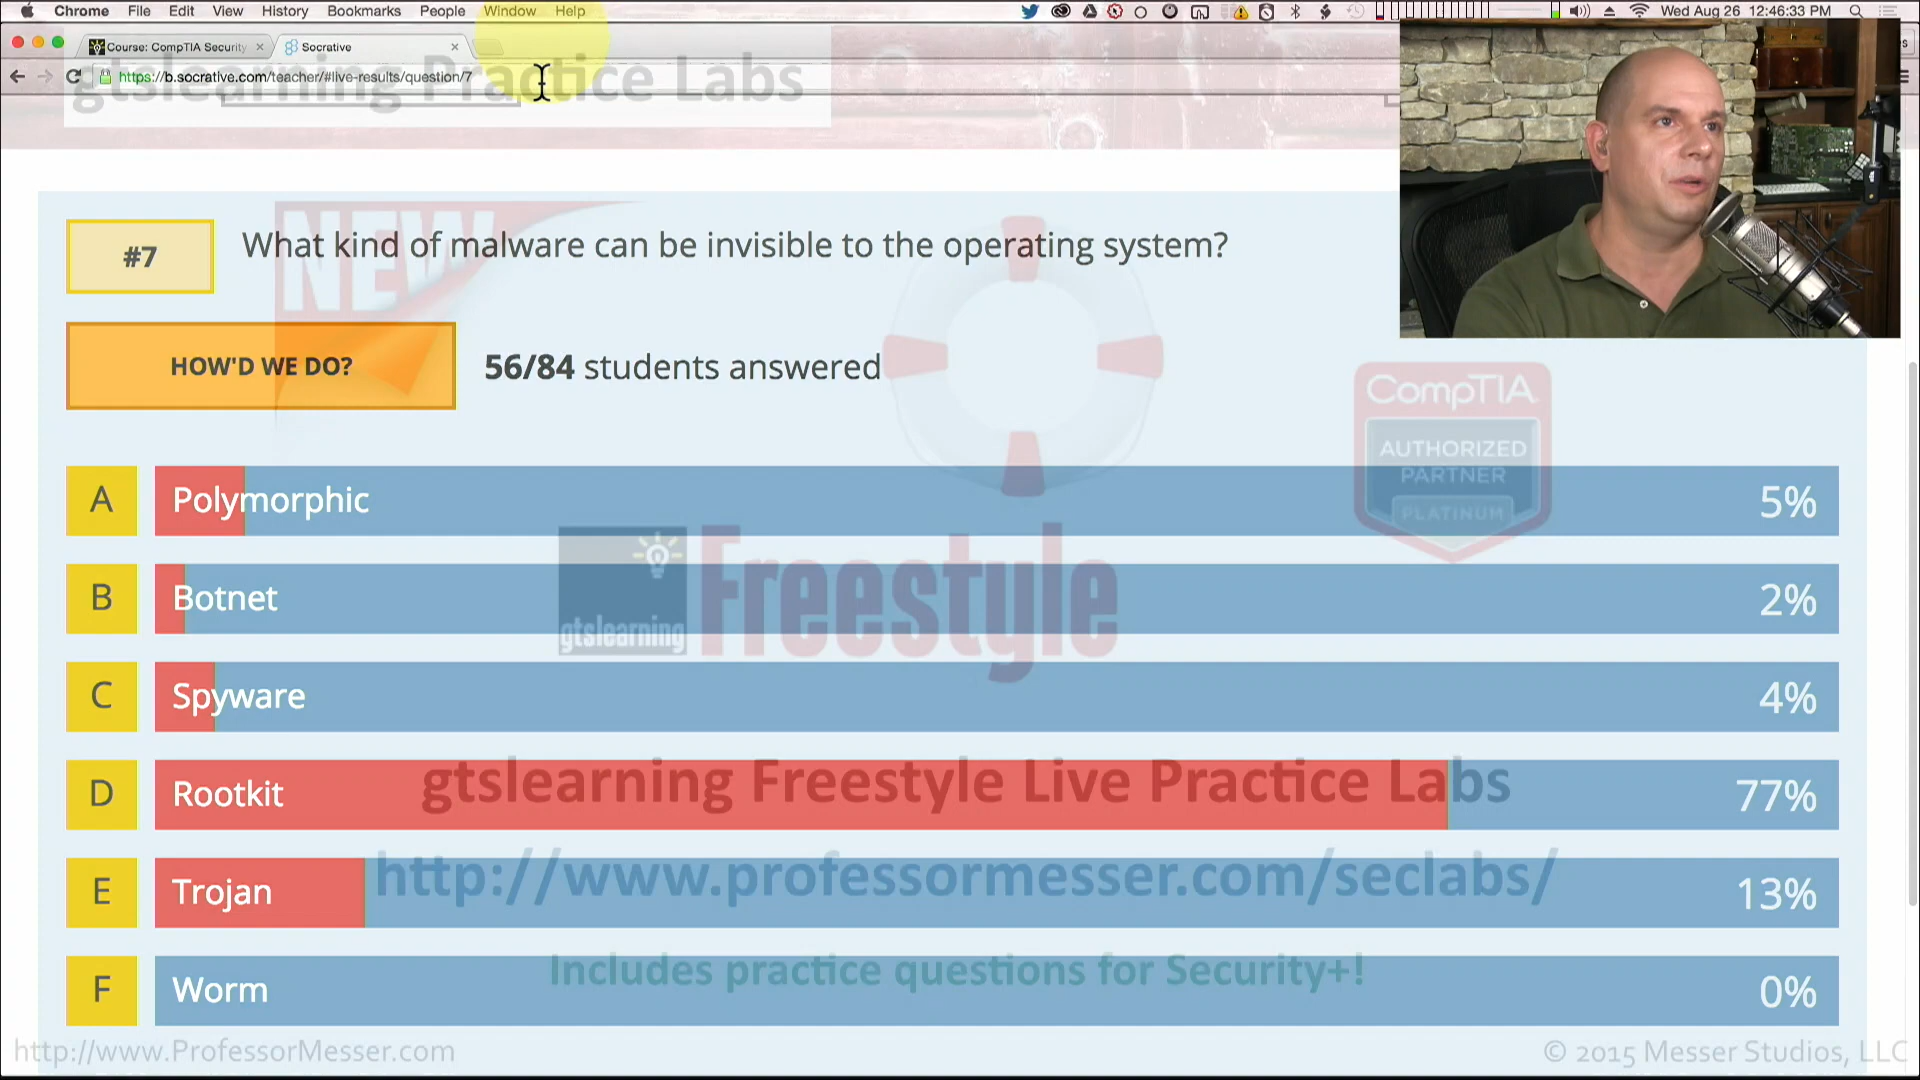 Chrome File Edit View History Bookmarks People Window Help
Wed Aug 26 12:46:33 PM
Course: CompTIA Security
Socrative
https://b.socrative.com/teacher/#live-results/question/7
gtslearning Practice Labs
#7
What kind of malware can be invisible to the operating system?
NEW
HOW'D WE DO?
56/84 students answered
CompTIA
AUTHORIZED
PARTNER
PLATINUM
A Polymorphic 5%
gtslearning Freestyle
B Botnet 2%
C Spyware 4%
gtslearning Freestyle Live Practice Labs
D Rootkit 77%
http://www.professormesser.com/seclabs/
E Trojan 13%
Includes practice questions for Security+!
F Worm 0%
http://www.ProfessorMesser.com
© 2015 Messer Studios, LLC